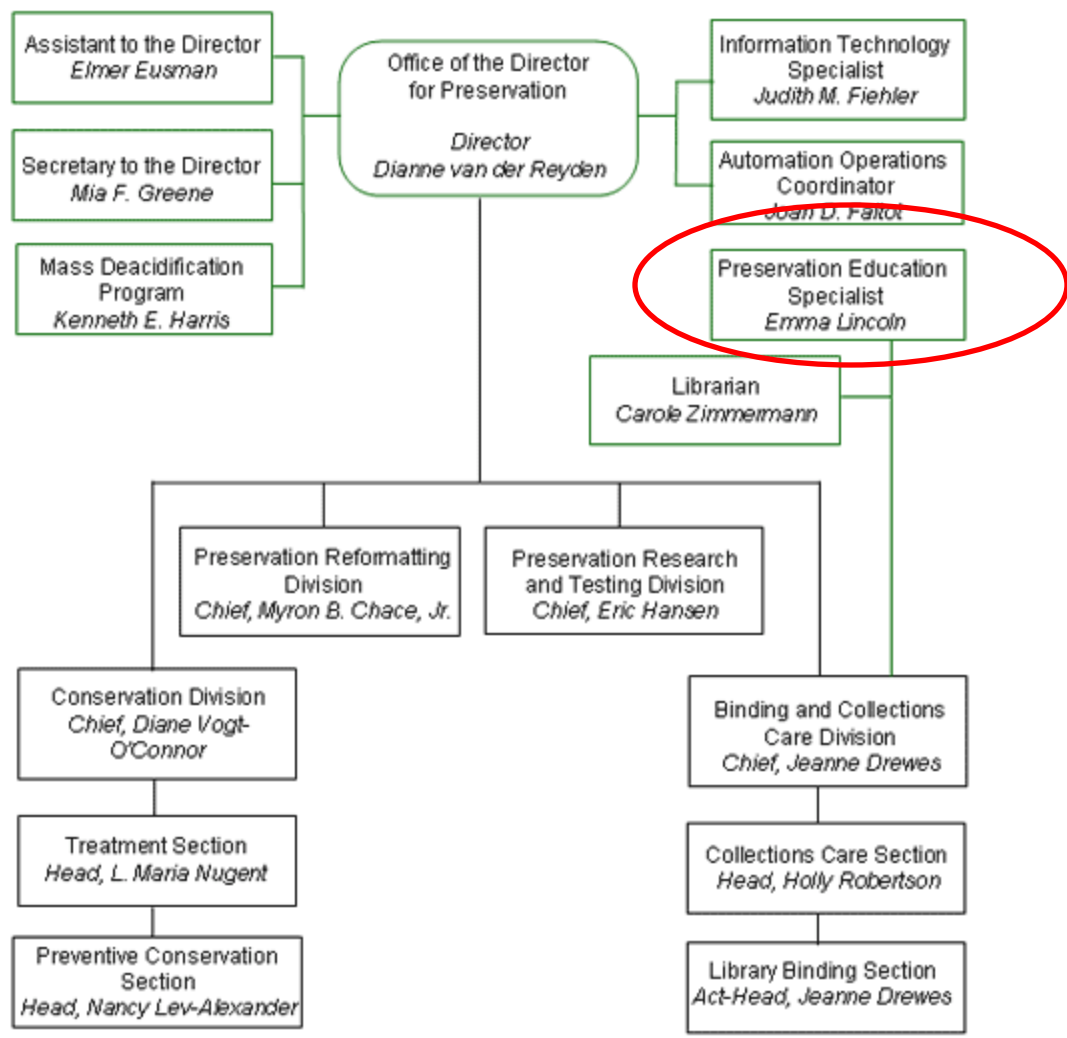 Assistant to the Director
Elmer Eusman
Secretary to the Director
Mia F. Greene
Mass Deacidification
Program
Kenneth E. Harris
Office of the Director
for Preservation
Director
Dianne van der Reyden
Information Technology
Specialist
Judith M. Fiehler
Automation Operations
Coordinator
Joan D. Faltot
Preservation Education
Specialist
Emma Lincoln
Librarian
Carole Zimmermann
Preservation Reformatting
Division
Chief, Myron B. Chace, Jr.
Preservation Research
and Testing Division
Chief, Eric Hansen
Conservation Division
Chief, Diane Vogt-
O'Connor
Treatment Section
Head, L. Maria Nugent
Preventive Conservation
Section
Head, Nancy Lev-Alexander
Binding and Collections
Care Division
Chief, Jeanne Drewes
Collections Care Section
Head, Holly Robertson
Library Binding Section
Act-Head, Jeanne Drewes